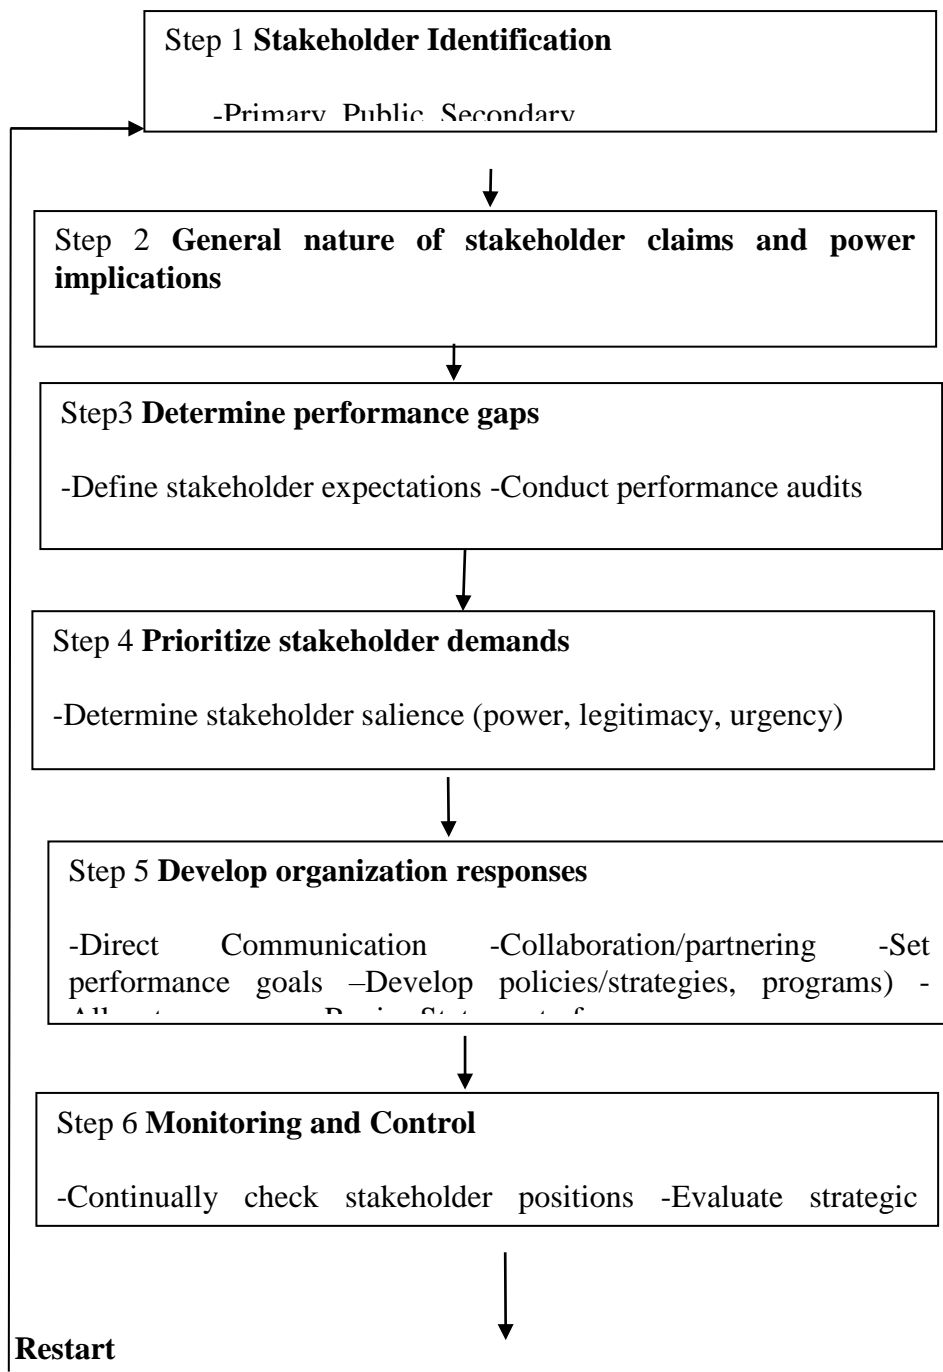 Step 1 Stakeholder Identification
-Primary, Public, Secondary
Step 2 General nature of stakeholder claims and power
implications
Step3 Determine performance gaps
-Define stakeholder expectations -Conduct performance audits
Step 4 Prioritize stakeholder demands
-Determine stakeholder salience (power, legitimacy, urgency)
Step 5 Develop organization responses
-Direct Communication -Collaboration/partnering -Set
performance goals –Develop policies/strategies, programs) -
Step 6 Monitoring and Control
-Continually check stakeholder positions -Evaluate strategic
Restart